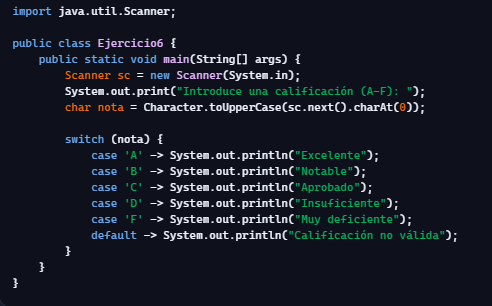 import java.util.Scanner;
public class Ejercicio6 {
    public static void main(String[] args) {
        Scanner sc = new Scanner(System.in);
        System.out.print("Introduce una calificación (A-F): ");
        char nota = Character.toUpperCase(sc.next().charAt(0));
        switch (nota) {
            case 'A' -> System.out.println("Excelente");
            case 'B' -> System.out.println("Notable");
            case 'C' -> System.out.println("Aprobado");
            case 'D' -> System.out.println("Insuficiente");
            case 'F' -> System.out.println("Muy deficiente");
            default -> System.out.println("Calificación no válida");
        }
    }
}